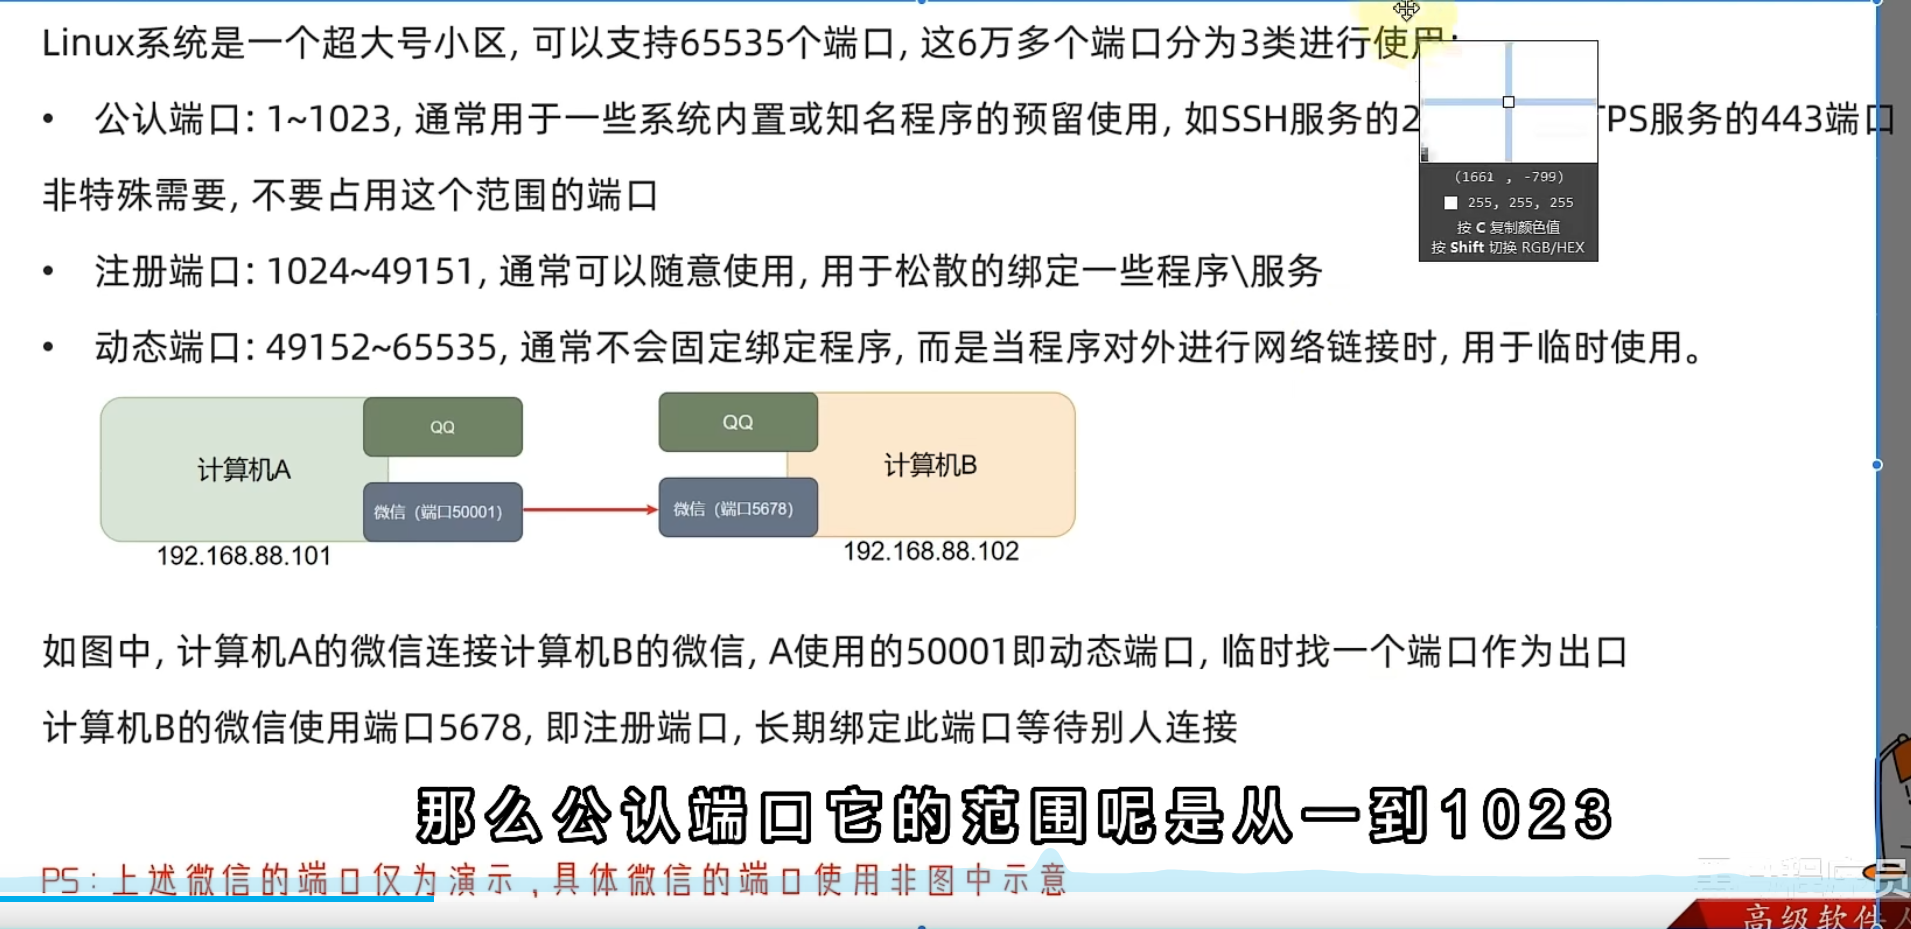 Linux系统是一个超大号小区, 可以支持65535个端口, 这6万多个端口分为3类进行使用:
• 公认端口: 1~1023, 通常用于一些系统内置或知名程序的预留使用, 如SSH服务的2 TPS服务的443端口
非特殊需要, 不要占用这个范围的端口
• 注册端口: 1024~49151, 通常可以随意使用, 用于松散的绑定一些程序\服务
• 动态端口: 49152~65535, 通常不会固定绑定程序, 而是当程序对外进行网络链接时, 用于临时使用。
(1661 , -799)
255, 255, 255
按 C 复制颜色值
按 Shift 切换 RGB/HEX
QQ
计算机A
微信（端口50001）
192.168.88.101
QQ
计算机B
微信（端口5678）
192.168.88.102
如图中, 计算机A的微信连接计算机B的微信, A使用的50001即动态端口, 临时找一个端口作为出口
计算机B的微信使用端口5678, 即注册端口, 长期绑定此端口等待别人连接
那么公认端口它的范围呢是从一到1023
PS:上述微信的端口仅为演示,具体微信的端口使用非图中示意
程序员
高级软件人